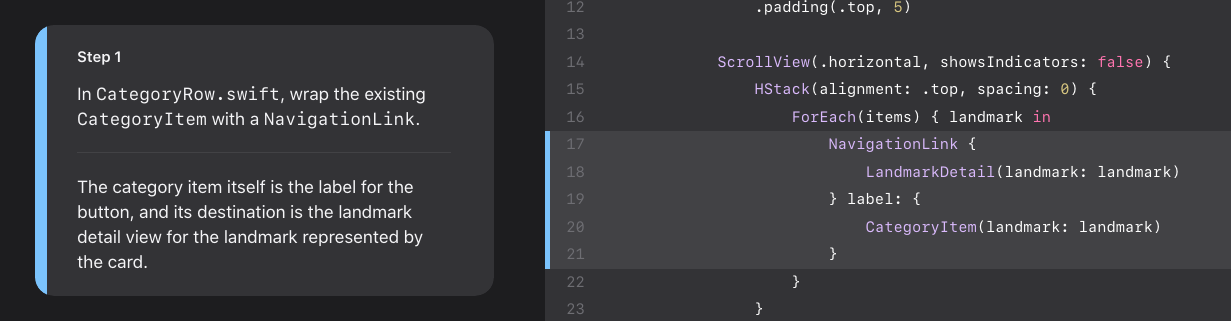 Step 1
In CategoryRow.swift, wrap the existing
CategoryItem with a NavigationLink.
The category item itself is the label for the
button, and its destination is the landmark
detail view for the landmark represented by
the card.
12 .padding(.top, 5)
13
14 ScrollView(.horizontal, showsIndicators: false) {
15 HStack(alignment: .top, spacing: 0) {
16 ForEach(items) { landmark in
17 NavigationLink {
18 LandmarkDetail(landmark: landmark)
19 } label: {
20 CategoryItem(landmark: landmark)
21 }
22 }
23 }